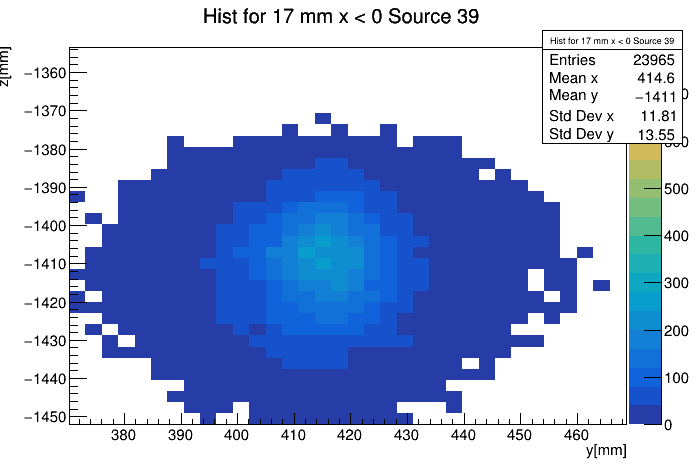 Hist for 17 mm x < 0 Source 39
Hist for 17 mm x < 0 Source 39
Entries 23965
Mean x 414.6
Mean y −1411
Std Dev x 11.81
Std Dev y 13.55
z[mm]
−1360
−1370
−1380
−1390
−1400
−1410
−1420
−1430
−1440
−1450
380 390 400 410 420 430 440 450 460
y[mm]
700
600
500
400
300
200
100
0